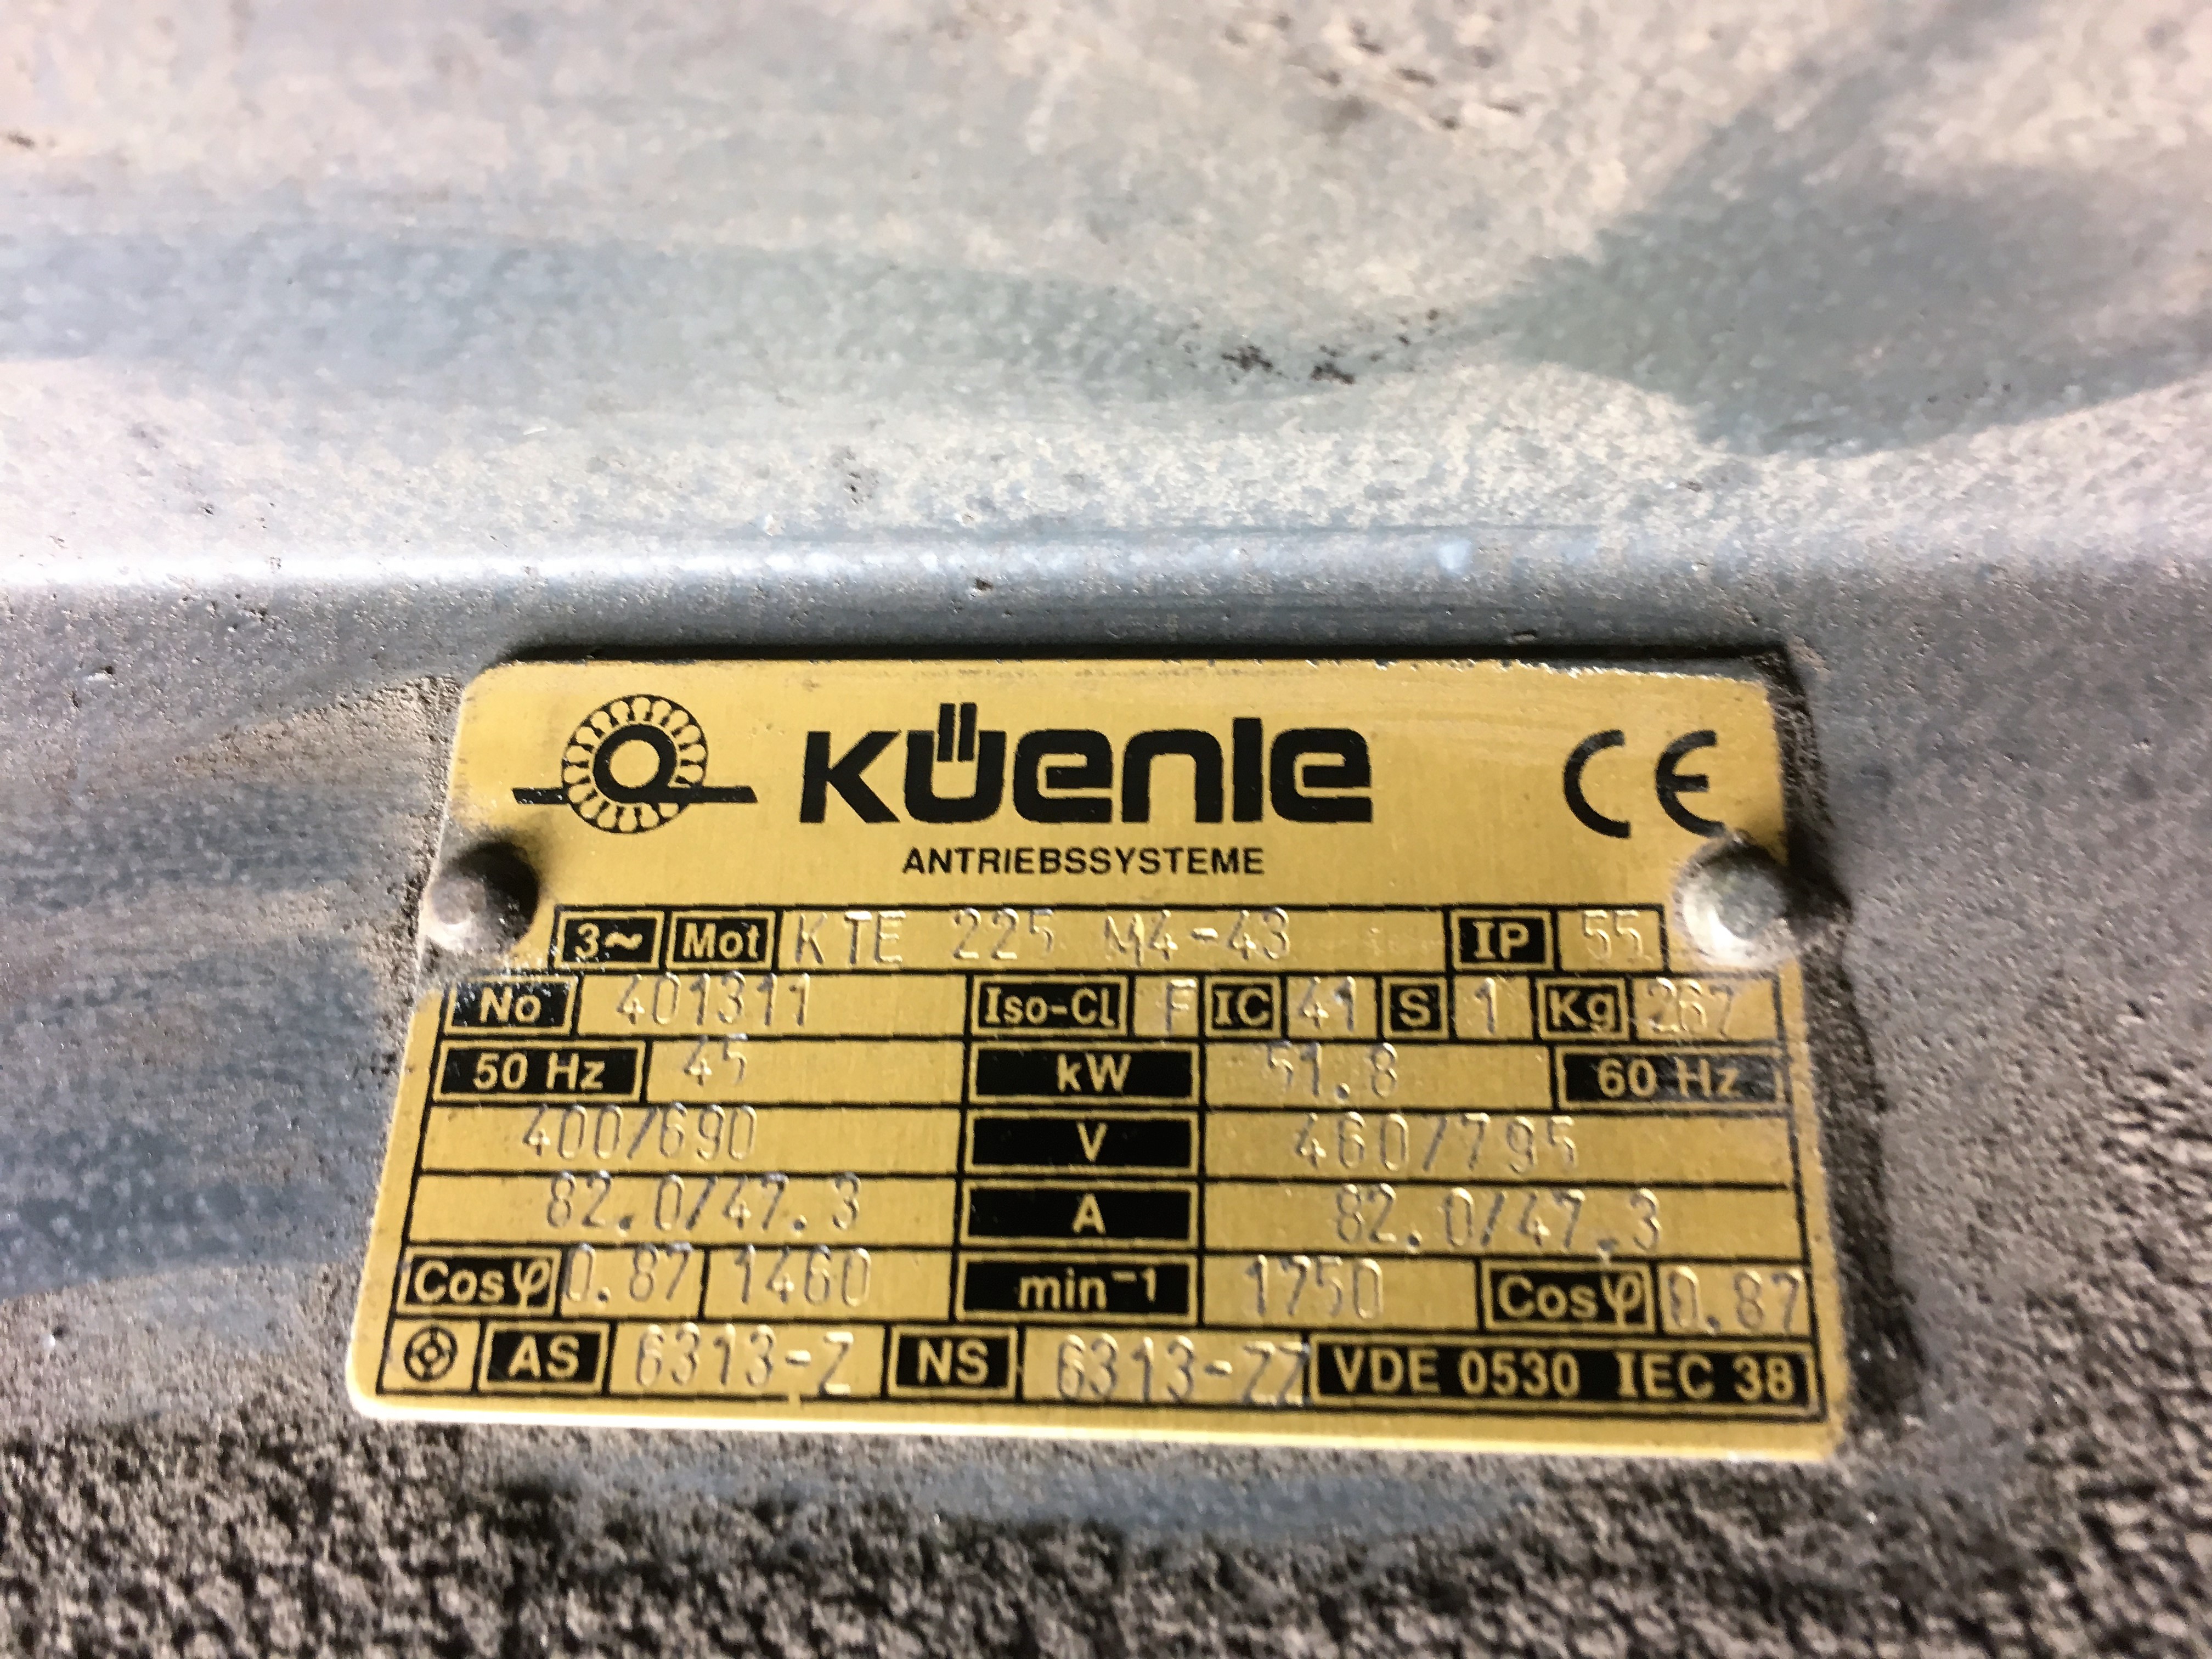 Küenle CE
ANTRIEBSSYSTEME
3~ Mot KTE 225 M4-43 IP 55
No 401311 Iso-Cl F IC 41 S 1 Kg 267
50 Hz 45 kW 51.8 60 Hz
400/690 V 460/795
82.0/47.3 A 82.0/47.3
Cosφ 0.87 1460 min⁻¹ 1750 Cosφ 0.87
AS 6313-Z NS 6313-ZZ VDE 0530 IEC 38